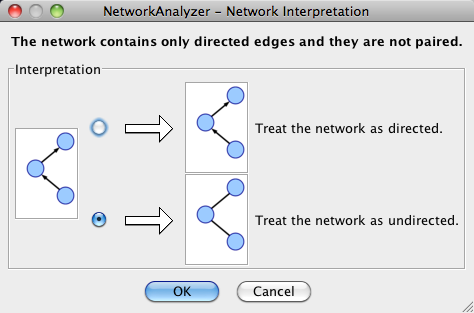 NetworkAnalyzer – Network Interpretation
The network contains only directed edges and they are not paired.
Interpretation
Treat the network as directed.
Treat the network as undirected.
OK Cancel